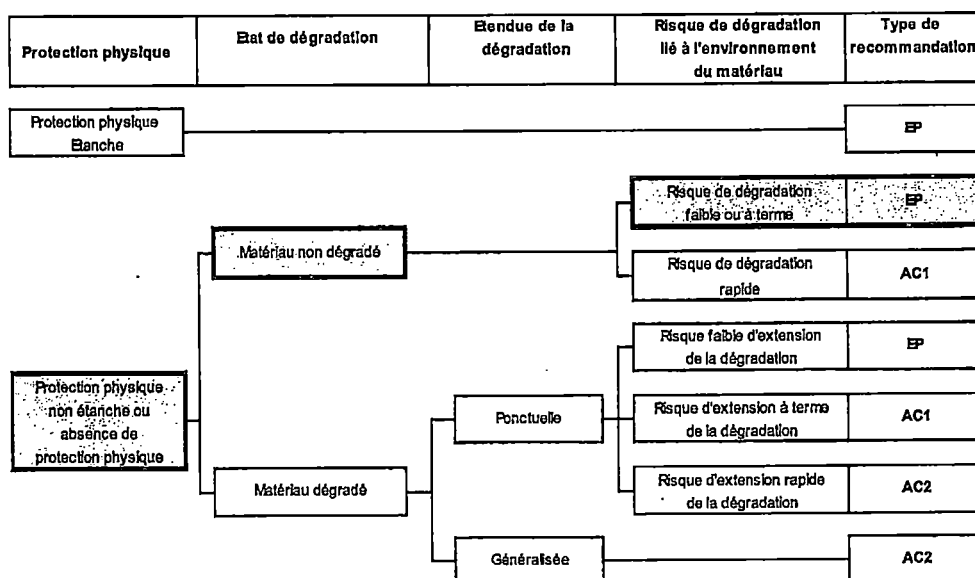 Protection physique
Etat de dégradation
Etendue de la
dégradation
Risque de dégradation
lié à l'environnement
du matériau
Type de
recommandation
Protection physique
Etanche
EP
Risque de dégradation
faible ou à terme
EP
Matériau non dégradé
Risque de dégradation
rapide
AC1
Risque faible d'extension
de la dégradation
EP
Protection physique
non étanche ou
absence de
protection physique
Ponctuelle
Risque d'extension à terme
de la dégradation
AC1
Matériau dégradé
Risque d'extension rapide
de la dégradation
AC2
Généralisée
AC2